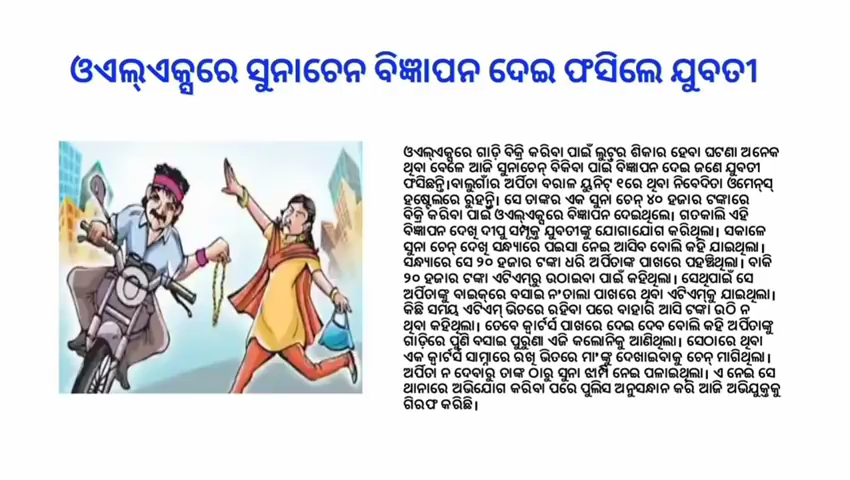 ଓଏଲ୍ଏକ୍ସରେ ସୁନାଚେନ ବିଜ୍ଞାପନ ଦେଇ ଫସିଲେ ଯୁବତୀ
ଓଏଲ୍ଏକ୍ସରେ ଗାଡ଼ି ବିକ୍ରି କରିବା ପାଇଁ ଲୁଟ୍‌ର ଶିକାର ହେବା ଘଟଣା ଅନେକ
ଥିବା ବେଳେ ଆଜି ସୁନାଚେନ୍ ବିକିବା ପାଇଁ ବିଜ୍ଞାପନ ଦେଇ ଜଣେ ଯୁବତୀ
ଫସିଛନ୍ତି।ବାଲୁଗାଁର ଅର୍ପିତା ବରାଳ ୟୁନିଟ୍ ୧ରେ ଥିବା ନିବେଦିତା ଓମେନ୍‌ସ୍
ହଷ୍ଟେଲରେ ରୁହନ୍ତି। ସେ ତାଙ୍କର ଏକ ସୁନା ଚେନ୍ ୪୦ ହଜାର ଟଙ୍କାରେ
ବିକ୍ରି କରିବା ପାଇଁ ଓଏଲ୍ଏକ୍ସରେ ବିଜ୍ଞାପନ ଦେଇଥିଲେ। ଗତକାଲି ଏହି
ବିଜ୍ଞାପନ ଦେଖି ଦୀପୁ ସମ୍ପୃକ୍ତ ଯୁବତୀଙ୍କୁ ଯୋଗାଯୋଗ କରିଥିଲା। ସକାଳେ
ସୁନା ଚେନ୍ ଦେଖି ସନ୍ଧ୍ୟାରେ ପଇସା ନେଇ ଆସିବ ବୋଲି କହି ଯାଇଥିଲା।
ସନ୍ଧ୍ୟାରେ ସେ ୨୦ ହଜାର ଟଙ୍କା ଧରି ଅର୍ପିତାଙ୍କ ପାଖରେ ପହଞ୍ଚିଥିଲା। ବାକି
୨୦ ହଜାର ଟଙ୍କା ଏଟିଏମ୍‌ରୁ ଉଠାଇବା ପାଇଁ କହିଥିଲା। ସେଥିପାଇଁ ସେ
ଅର୍ପିତାଙ୍କୁ ବାଇକ୍‌ରେ ବସାଇ ନ'ତାଲା ପାଖରେ ଥିବା ଏଟିଏମ୍‌କୁ ଯାଇଥିଲା।
କିଛି ସମୟ ଏଟିଏମ୍ ଭିତରେ ରହିବା ପରେ ବାହାରି ଆସି ଟଙ୍କା ଉଠି ନ
ଥିବା କହିଥିଲା। ତେବେ କ୍ୱାର୍ଟର୍ସ ପାଖରେ ଦେଇ ଦେବ ବୋଲି କହି ଅର୍ପିତାଙ୍କୁ
ଗାଡ଼ିରେ ପୁଣି ବସାଇ ପୁରୁଣା ଏଜି କଲୋନିକୁ ଆଣିଥିଲା। ସେଠାରେ ଥିବା
ଏକ କ୍ୱାର୍ଟର୍ସ ସାମ୍ନାରେ ରଖି ଭିତରେ ମା'ଙ୍କୁ ଦେଖାଇବାକୁ ଚେନ୍ ମାଗିଥିଲା।
ଅର୍ପିତା ନ ଦେବାରୁ ତାଙ୍କ ଠାରୁ ସୁନା ଝାମ୍ପି ନେଇ ପଳାଇଥିଲା। ଏ ନେଇ ସେ
ଥାନାରେ ଅଭିଯୋଗ କରିବା ପରେ ପୁଲିସ ଅନୁସନ୍ଧାନ କରି ଆଜି ଅଭିଯୁକ୍ତକୁ
ଗିରଫ କରିଛି।